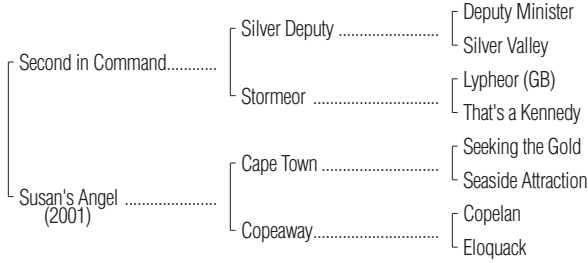 Deputy Minister
Silver Deputy ........................
Silver Valley
Second in Command............
Lypheor (GB)
Stormeor ..............................
That's a Kennedy
Seeking the Gold
Cape Town ............................
Seaside Attraction
Susan's Angel ......................
(2001)
Copelan
Copeaway..............................
Eloquack